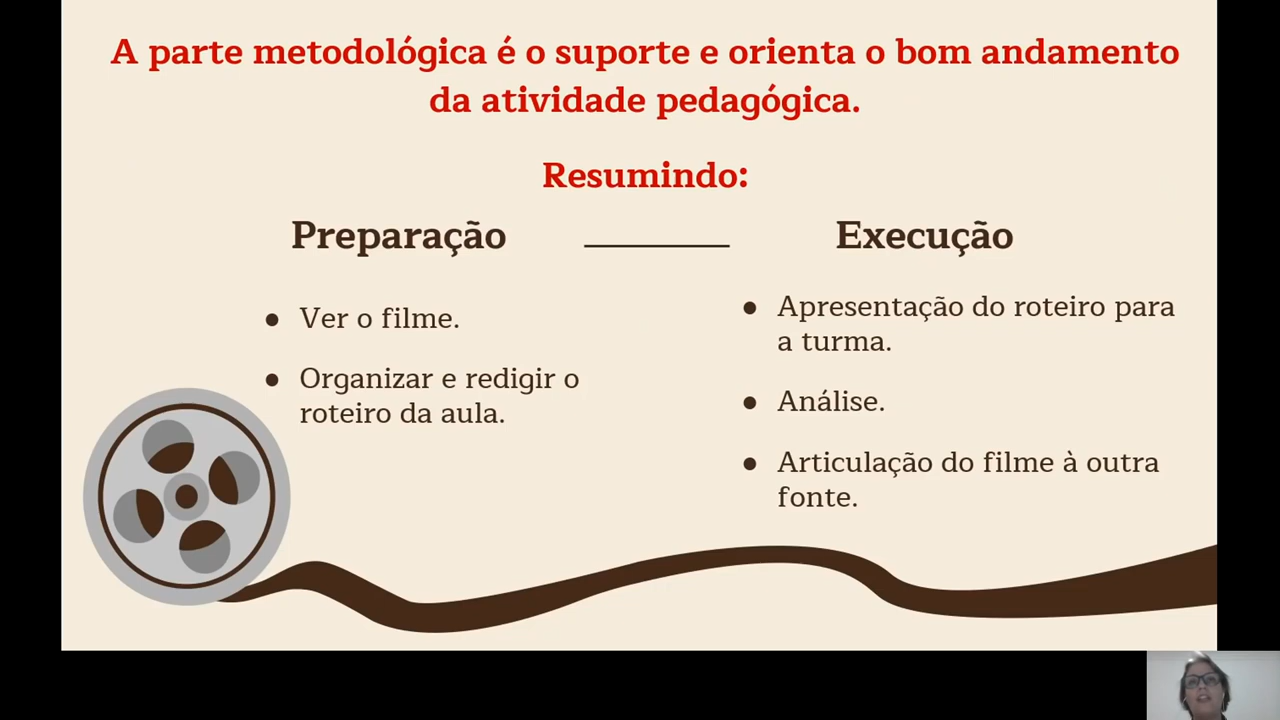 A parte metodológica é o suporte e orienta o bom andamento
da atividade pedagógica.
Resumindo:
Preparação
Execução
● Ver o filme.
● Organizar e redigir o
roteiro da aula.
● Apresentação do roteiro para
a turma.
● Análise.
● Articulação do filme à outra
fonte.